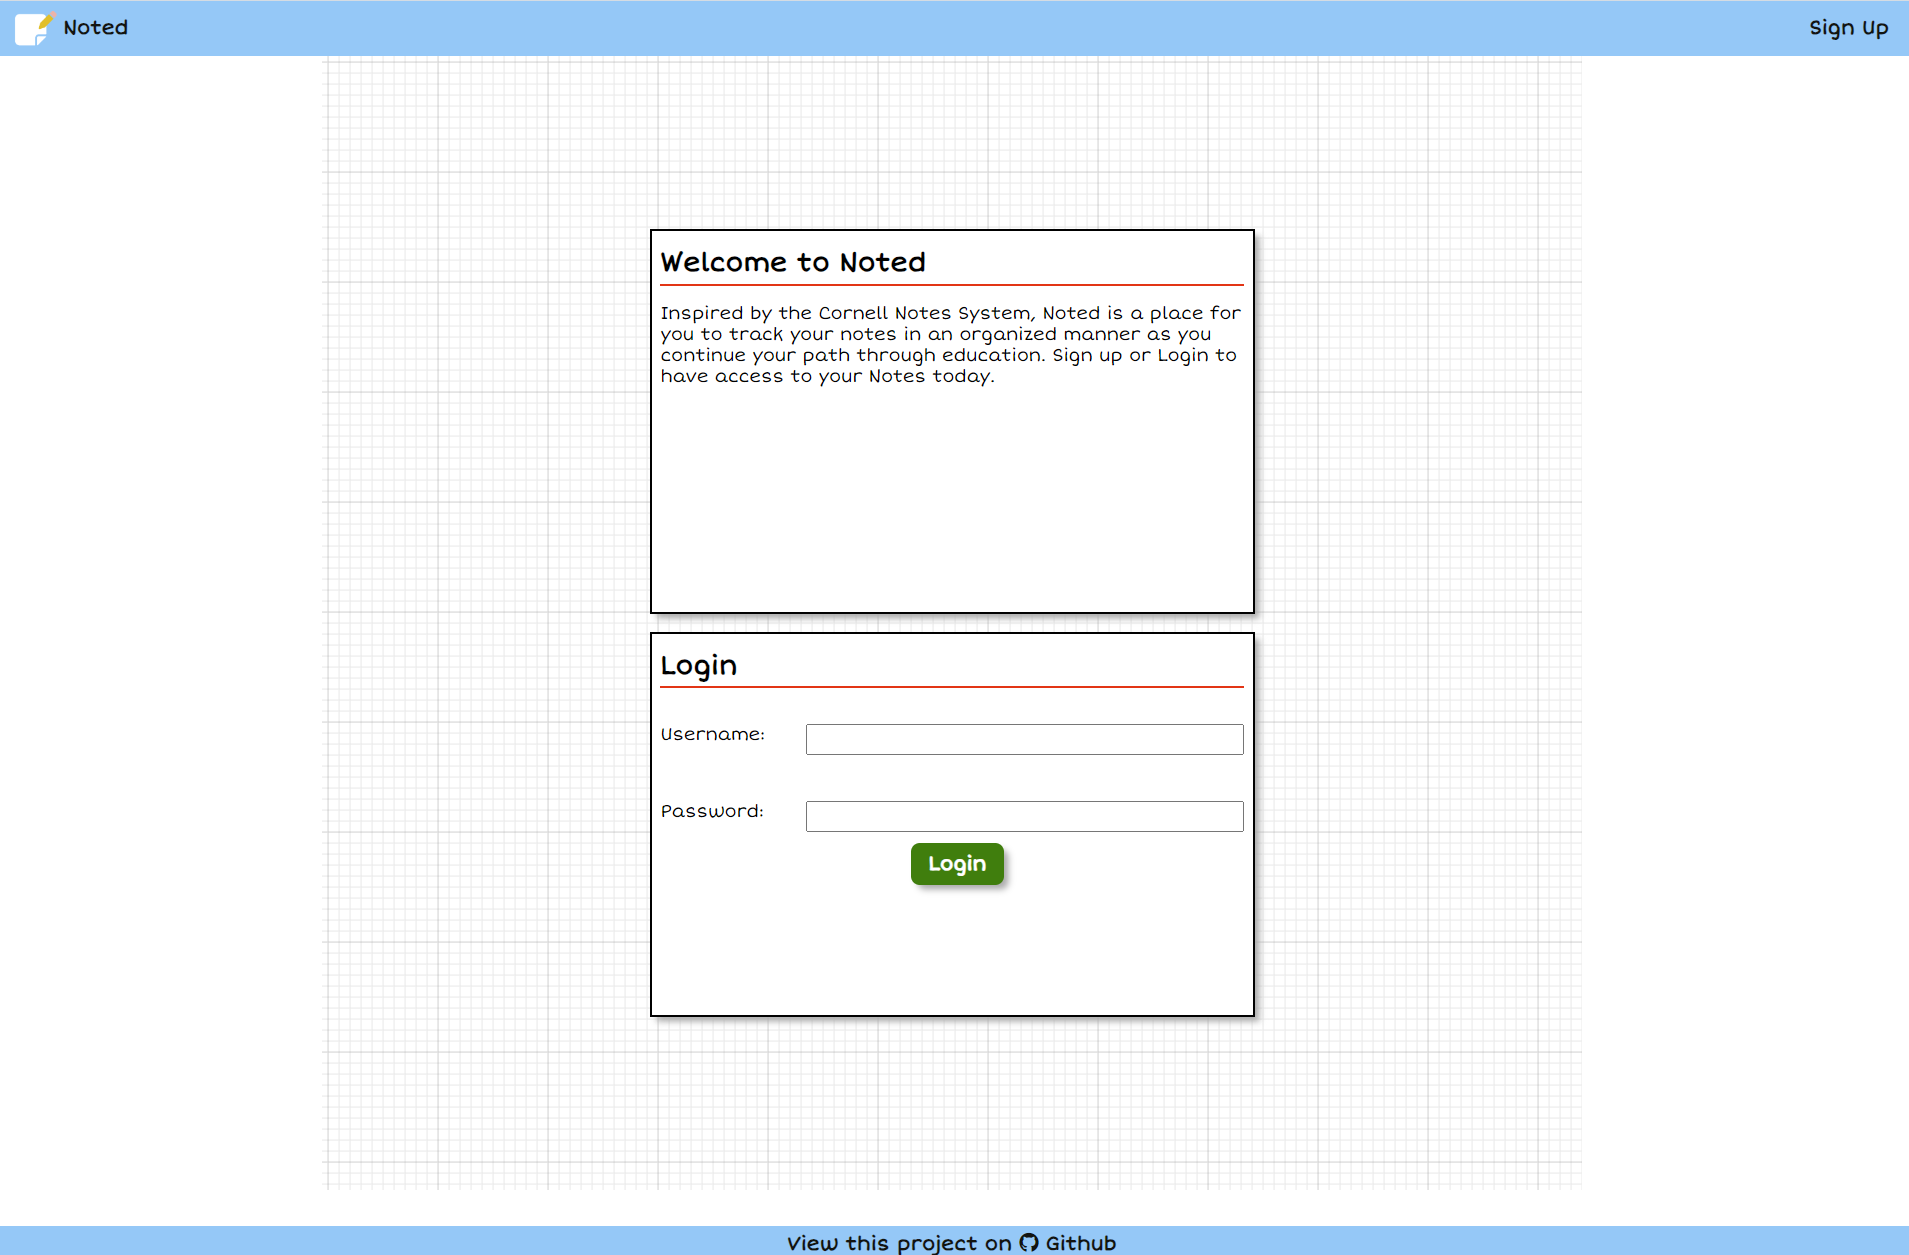 Noted
Sign Up
Welcome to Noted
Inspired by the Cornell Notes System, Noted is a place for
you to track your notes in an organized manner as you
continue your path through education. Sign up or Login to
have access to your Notes today.
Login
Username:
Password:
Login
View this project on Github